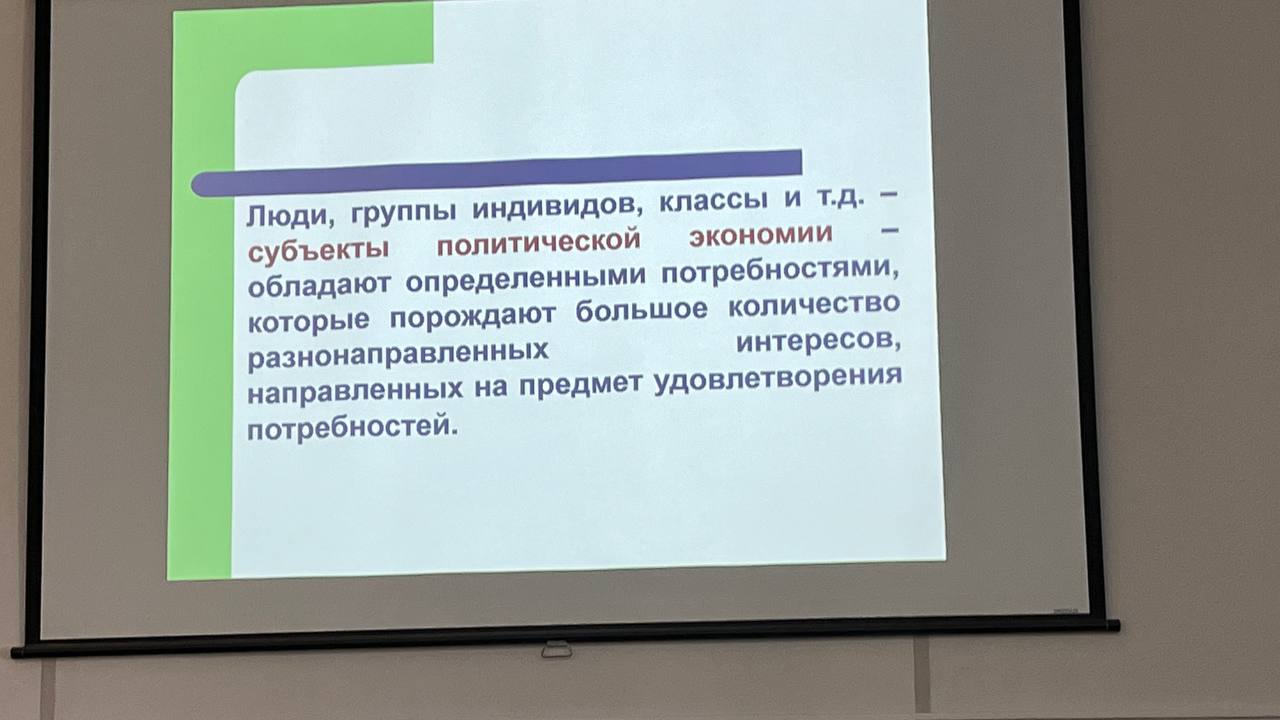 Люди, группы индивидов, классы и т.д. –
субъекты политической экономии –
обладают определенными потребностями,
которые порождают большое количество
разнонаправленных интересов,
направленных на предмет удовлетворения
потребностей.